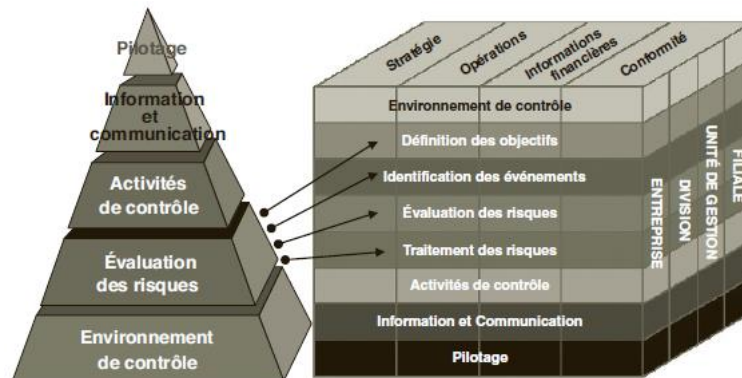 Pilotage
Information
et
communication
Activités
de contrôle
Évaluation
des risques
Environnement
de contrôle
Stratégie
Opérations
Informations
financières
Conformité
Environnement de contrôle
Définition des objectifs
Identification des événements
Évaluation des risques
Traitement des risques
Activités de contrôle
Information et Communication
Pilotage
ENTREPRISE
DIVISION
UNITÉ DE GESTION
FILIALE